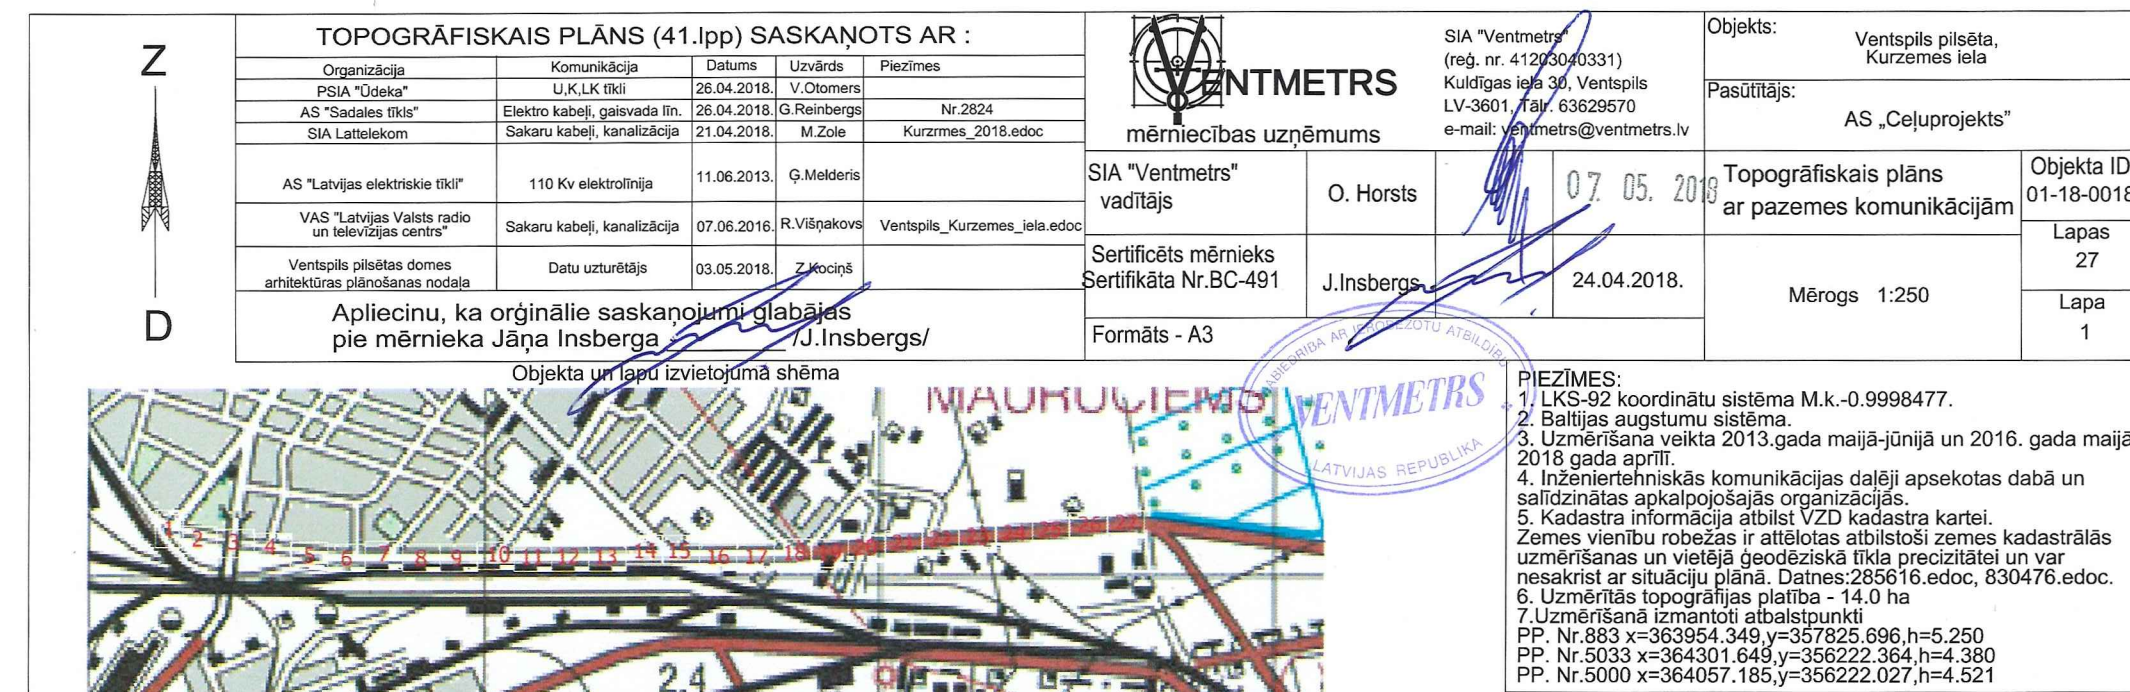 Z
D
TOPOGRĀFISKAIS PLĀNS (41.lpp) SASKAŅOTS AR :
Organizācija Komunikācija Datums Uzvārds Piezīmes
PSIA "Ūdeka" U,K,LK tīkli 26.04.2018. V.Otomers
AS "Sadales tīkls" Elektro kabeļi, gaisvada līn. 26.04.2018. G.Reinbergs Nr.2824
SIA Lattelekom Sakaru kabeļi, kanalizācija 21.04.2018. M.Zole Kurzrmes_2018.edoc
AS "Latvijas elektriskie tīkli" 110 Kv elektrolīnija 11.06.2013. Ģ.Melderis
VAS "Latvijas Valsts radio
un televīzijas centrs" Sakaru kabeļi, kanalizācija 07.06.2016. R.Višņakovs Ventspils_Kurzemes_iela.edoc
Ventspils pilsētas domes
arhitektūras plānošanas nodaļa Datu uzturētājs 03.05.2018. Z.Kociņš
Apliecinu, ka orģinālie saskaņojumi glabājas
pie mērnieka Jāņa Insberga /J.Insbergs/
VENTMETRS
mērniecības uzņēmums
SIA "Ventmetrs"
(reģ. nr. 41203040331)
Kuldīgas iela 30, Ventspils
LV-3601, Tālr. 63629570
e-mail: ventmetrs@ventmetrs.lv
Objekts:
Ventspils pilsēta,
Kurzemes iela
Pasūtītājs:
AS „Ceļuprojekts”
SIA "Ventmetrs"
vadītājs
O. Horsts
07. 05. 2018
Topogrāfiskais plāns
ar pazemes komunikācijām
Objekta ID
01-18-0018
Sertificēts mērnieks
Sertifikāta Nr.BC-491
J.Insbergs
24.04.2018.
Mērogs 1:250
Lapas
27
Lapa
1
Formāts - A3
Objekta un lapu izvietojuma shēma
MAURUCIEMS
1 2 3 4 5 6 7 8 9 10 11 12 13 14 15 16 17 18 19 20 21 22 23 24 25 26 27
2.4
VENTMETRS
LATVIJAS REPUBLIKA
PIEZĪMES:
1. LKS-92 koordinātu sistēma M.k.-0.9998477.
2. Baltijas augstumu sistēma.
3. Uzmērīšana veikta 2013.gada maijā-jūnijā un 2016. gada maijā
2018 gada aprīlī.
4. Inženiertehniskās komunikācijas daļēji apsekotas dabā un
salīdzinātas apkalpojošajās organizācijās.
5. Kadastra informācija atbilst VZD kadastra kartei.
Zemes vienību robežas ir attēlotas atbilstoši zemes kadastrālās
uzmērīšanas un vietējā ģeodēziskā tīkla precizitātei un var
nesakrist ar situāciju plānā. Datnes:285616.edoc, 830476.edoc.
6. Uzmērītās topogrāfijas platība - 14.0 ha
7.Uzmērīšanā izmantoti atbalstpunkti
PP. Nr.883 x=363954.349,y=357825.696,h=5.250
PP. Nr.5033 x=364301.649,y=356222.364,h=4.380
PP. Nr.5000 x=364057.185,y=356222.027,h=4.521